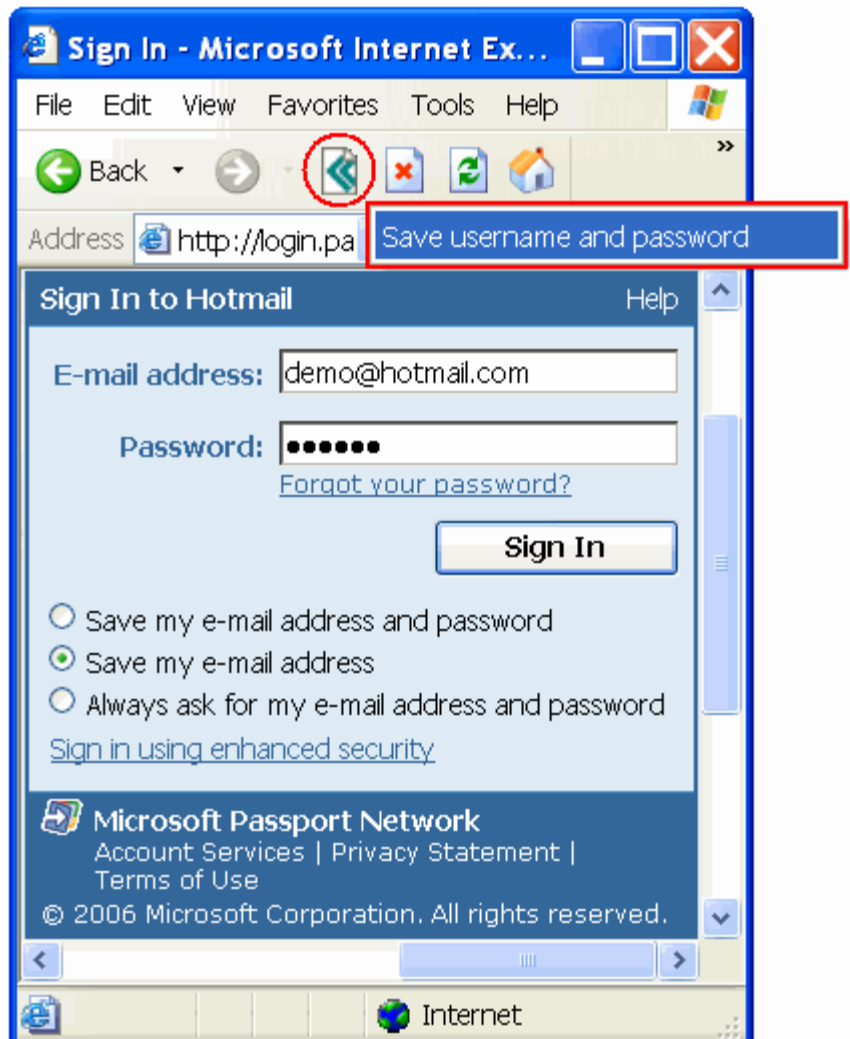 Sign In - Microsoft Internet Ex...
File Edit View Favorites Tools Help
Back »
Address http://login.pa Save username and password
Sign In to Hotmail Help
E-mail address: demo@hotmail.com
Password: ●●●●●●
Forgot your password?
Sign In
Save my e-mail address and password
Save my e-mail address
Always ask for my e-mail address and password
Sign in using enhanced security
Microsoft Passport Network
Account Services | Privacy Statement |
Terms of Use
© 2006 Microsoft Corporation. All rights reserved.
Internet